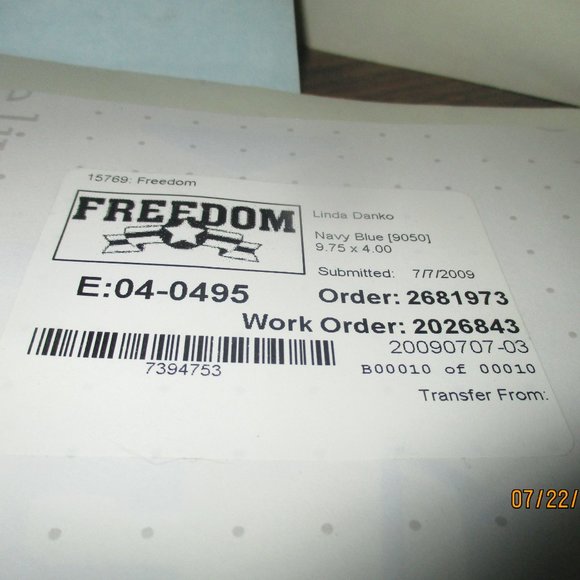 15769: Freedom
FREEDOM
Linda Danko
Navy Blue [9050]
9.75 x 4.00
Submitted: 7/7/2009
E:04-0495
Order: 2681973
Work Order: 2026843
20090707-03
7394753
B00010 of 00010
Transfer From:
07/22/